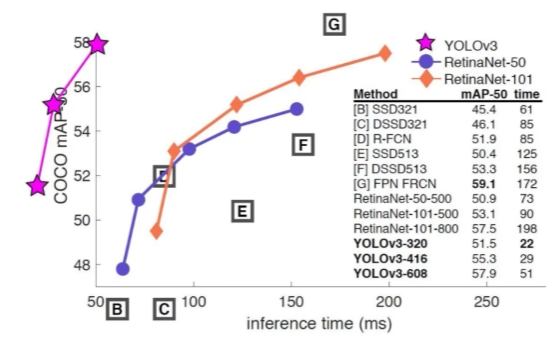 G
YOLOv3
RetinaNet-50
RetinaNet-101
Method mAP-50 time
[B] SSD321 45.4 61
[C] DSSD321 46.1 85
[D] R-FCN 51.9 85
[E] SSD513 50.4 125
[F] DSSD513 53.3 156
[G] FPN FRCN 59.1 172
RetinaNet-50-500 50.9 73
RetinaNet-101-500 53.1 90
RetinaNet-101-800 57.5 198
YOLOv3-320 51.5 22
YOLOv3-416 55.3 29
YOLOv3-608 57.9 51
COCO mAP-50
58
56
54
52
50
48
D
E
F
50 100 150 200 250
B C
inference time (ms)